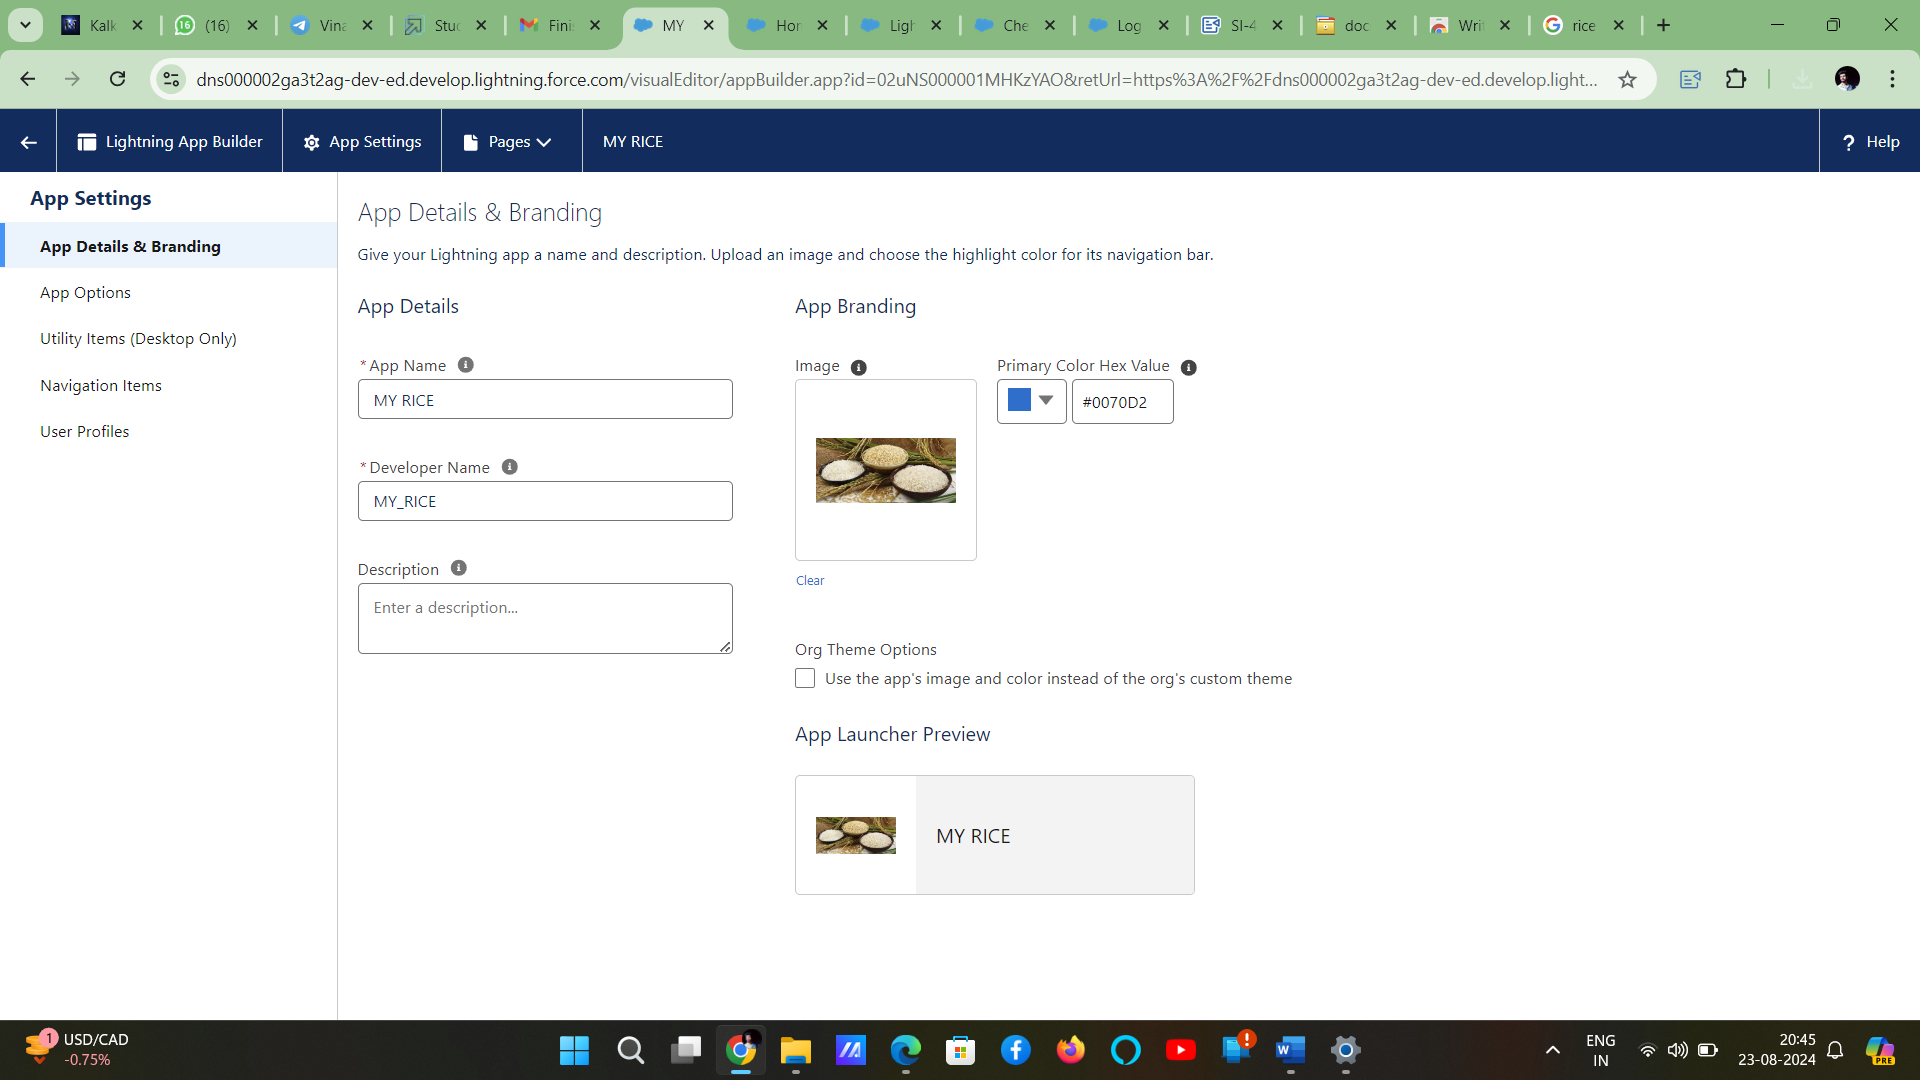 Kalk
(16)
Vina
Stud
Finis
MY
Hor
Ligh
Che
Log
SI-4
doc
Writ
rice
dns000002ga3t2ag-dev-ed.develop.lightning.force.com/visualEditor/appBuilder.app?id=02uNS000001MHKzYAO&retUrl=https%3A%2F%2Fdns000002ga3t2ag-dev-ed.develop.light...
Lightning App Builder
App Settings
Pages
MY RICE
? Help
App Settings
App Details & Branding
App Options
Utility Items (Desktop Only)
Navigation Items
User Profiles
App Details & Branding
Give your Lightning app a name and description. Upload an image and choose the highlight color for its navigation bar.
App Details
*App Name
MY RICE
*Developer Name
MY_RICE
Description
Enter a description...
App Branding
Image
Primary Color Hex Value
#0070D2
Clear
Org Theme Options
Use the app's image and color instead of the org's custom theme
App Launcher Preview
MY RICE
1
USD/CAD
-0.75%
ENG
IN
20:45
23-08-2024
PRE